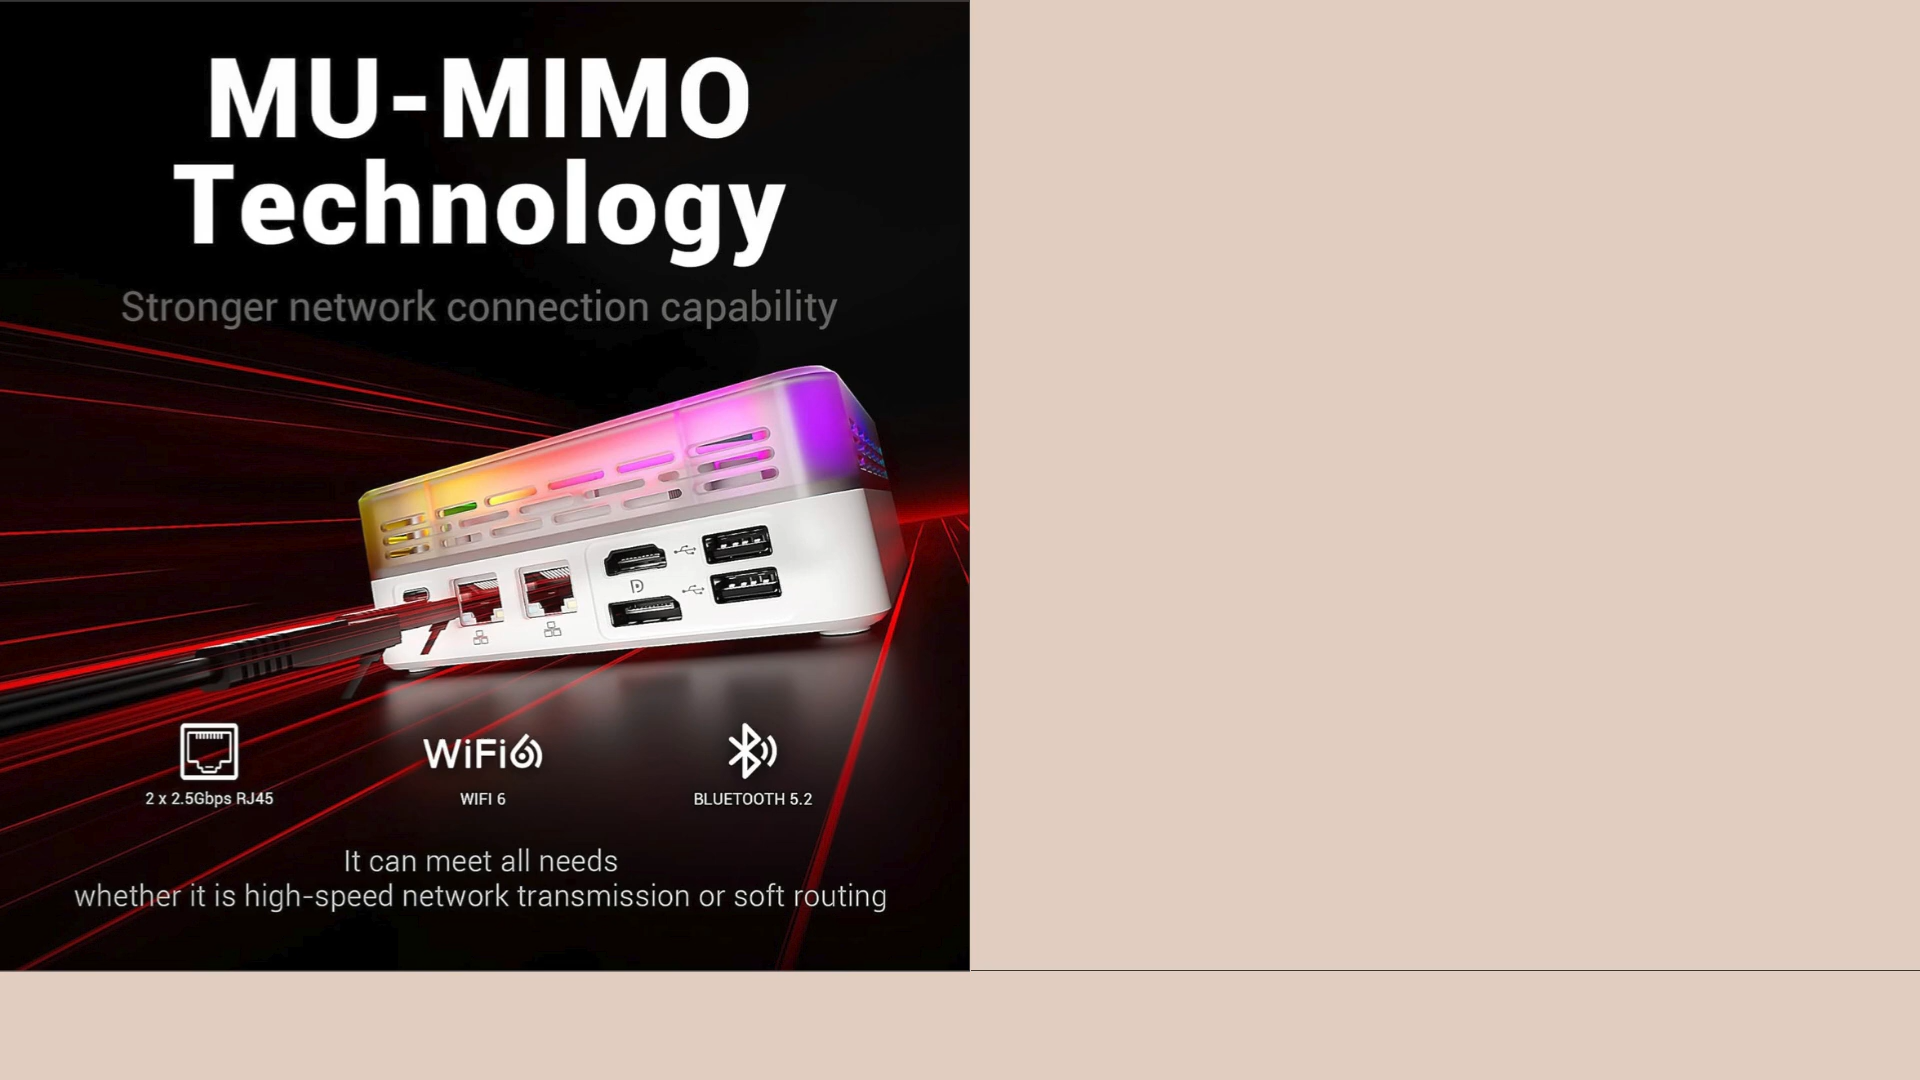 MU-MIMO
Technology
Stronger network connection capability
WiFi6
2 x 2.5Gbps RJ45
WIFI 6
BLUETOOTH 5.2
It can meet all needs
whether it is high-speed network transmission or soft routing